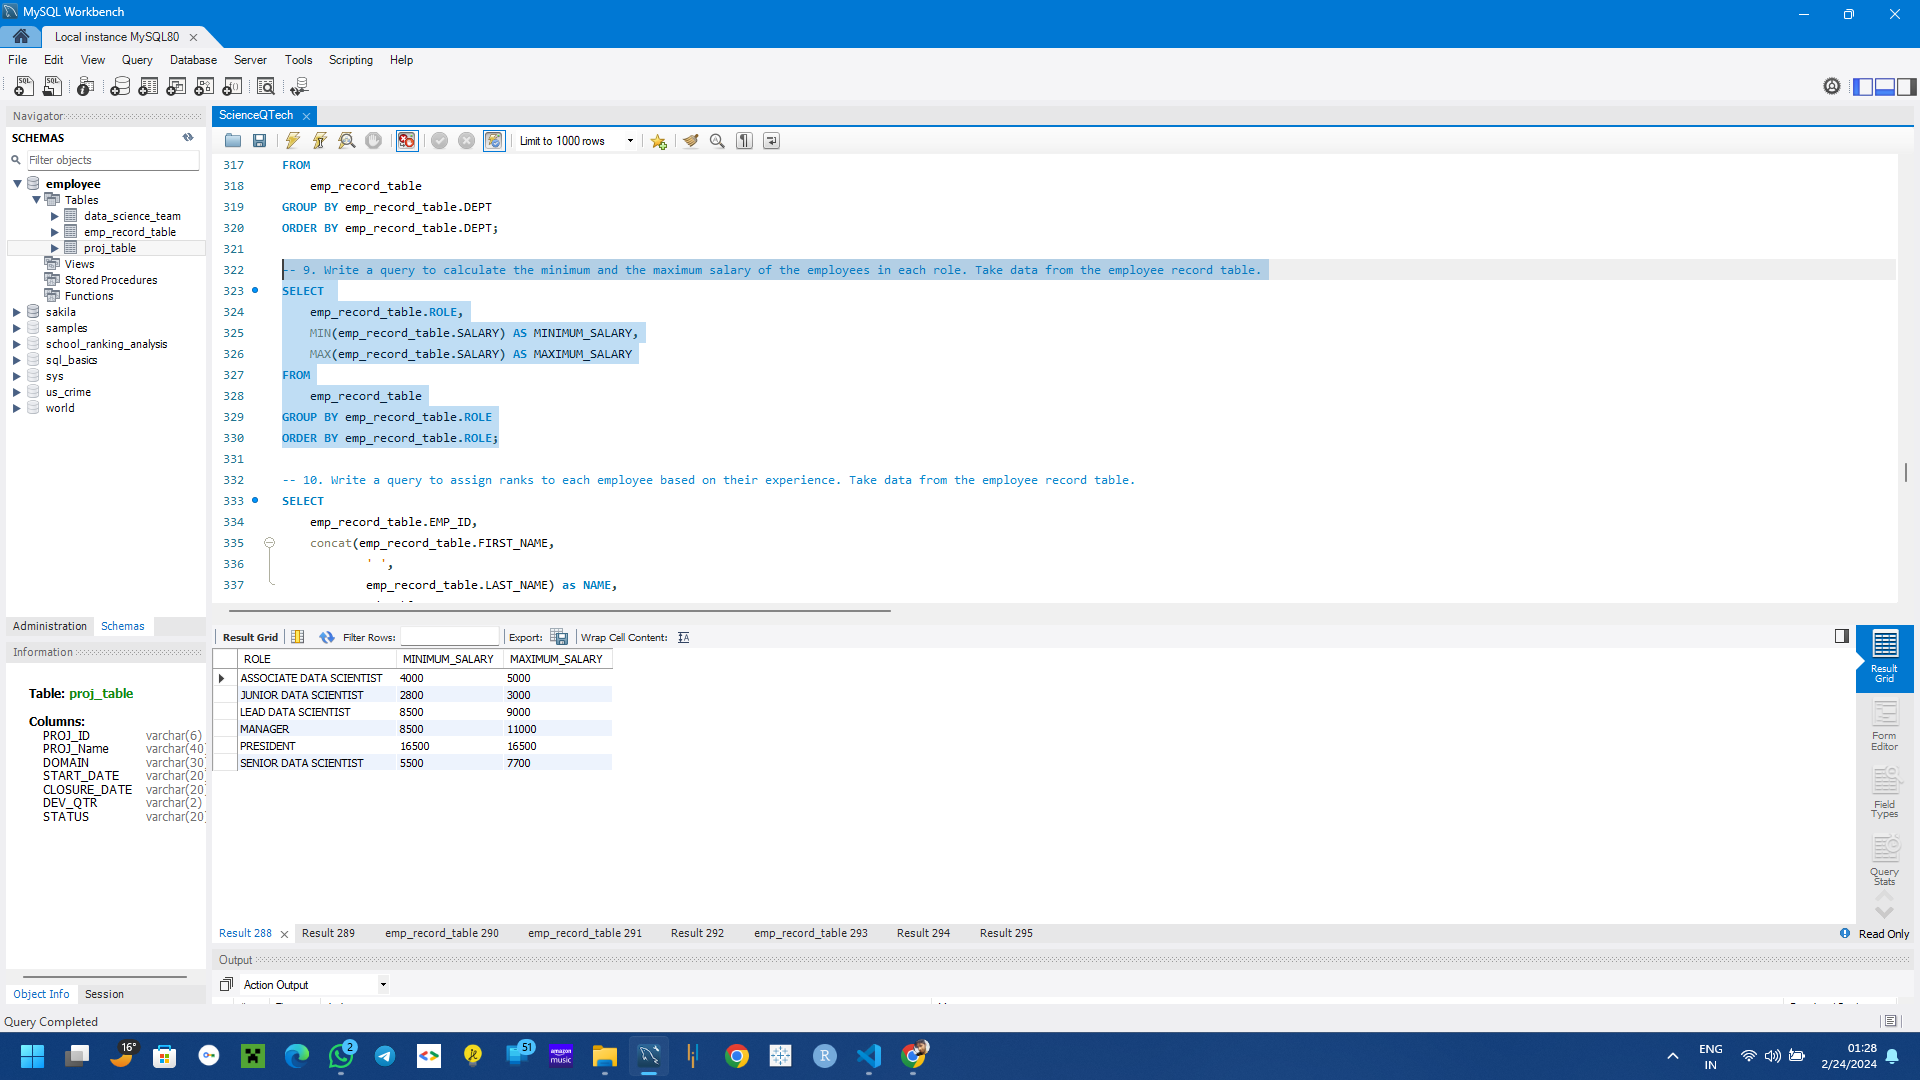 MySQL Workbench
Local instance MySQL80
File Edit View Query Database Server Tools Scripting Help
Navigator
SCHEMAS
Filter objects
employee
Tables
data_science_team
emp_record_table
proj_table
Views
Stored Procedures
Functions
sakila
samples
school_ranking_analysis
sql_basics
sys
us_crime
world
Administration Schemas
Information
Table: proj_table
Columns:
PROJ_ID varchar(6)
PROJ_Name varchar(40
DOMAIN varchar(30
START_DATE varchar(20
CLOSURE_DATE varchar(20
DEV_QTR varchar(2)
STATUS varchar(20
Object Info Session
Query Completed
ScienceQTech
Limit to 1000 rows
317 FROM
318 emp_record_table
319 GROUP BY emp_record_table.DEPT
320 ORDER BY emp_record_table.DEPT;
321
322 -- 9. Write a query to calculate the minimum and the maximum salary of the employees in each role. Take data from the employee record table.
323 SELECT
324 emp_record_table.ROLE,
325 MIN(emp_record_table.SALARY) AS MINIMUM_SALARY,
326 MAX(emp_record_table.SALARY) AS MAXIMUM_SALARY
327 FROM
328 emp_record_table
329 GROUP BY emp_record_table.ROLE
330 ORDER BY emp_record_table.ROLE;
331
332 -- 10. Write a query to assign ranks to each employee based on their experience. Take data from the employee record table.
333 SELECT
334 emp_record_table.EMP_ID,
335 concat(emp_record_table.FIRST_NAME,
336 ' ',
337 emp_record_table.LAST_NAME) as NAME,
Result Grid Filter Rows: Export: Wrap Cell Content:
ROLE MINIMUM_SALARY MAXIMUM_SALARY
ASSOCIATE DATA SCIENTIST 4000 5000
JUNIOR DATA SCIENTIST 2800 3000
LEAD DATA SCIENTIST 8500 9000
MANAGER 8500 11000
PRESIDENT 16500 16500
SENIOR DATA SCIENTIST 5500 7700
Result Grid
Form Editor
Field Types
Query Stats
Result 288 Result 289 emp_record_table 290 emp_record_table 291 Result 292 emp_record_table 293 Result 294 Result 295
Read Only
Output
Action Output
16°
2
51
amazon music
R
ENG
IN
01:28
2/24/2024